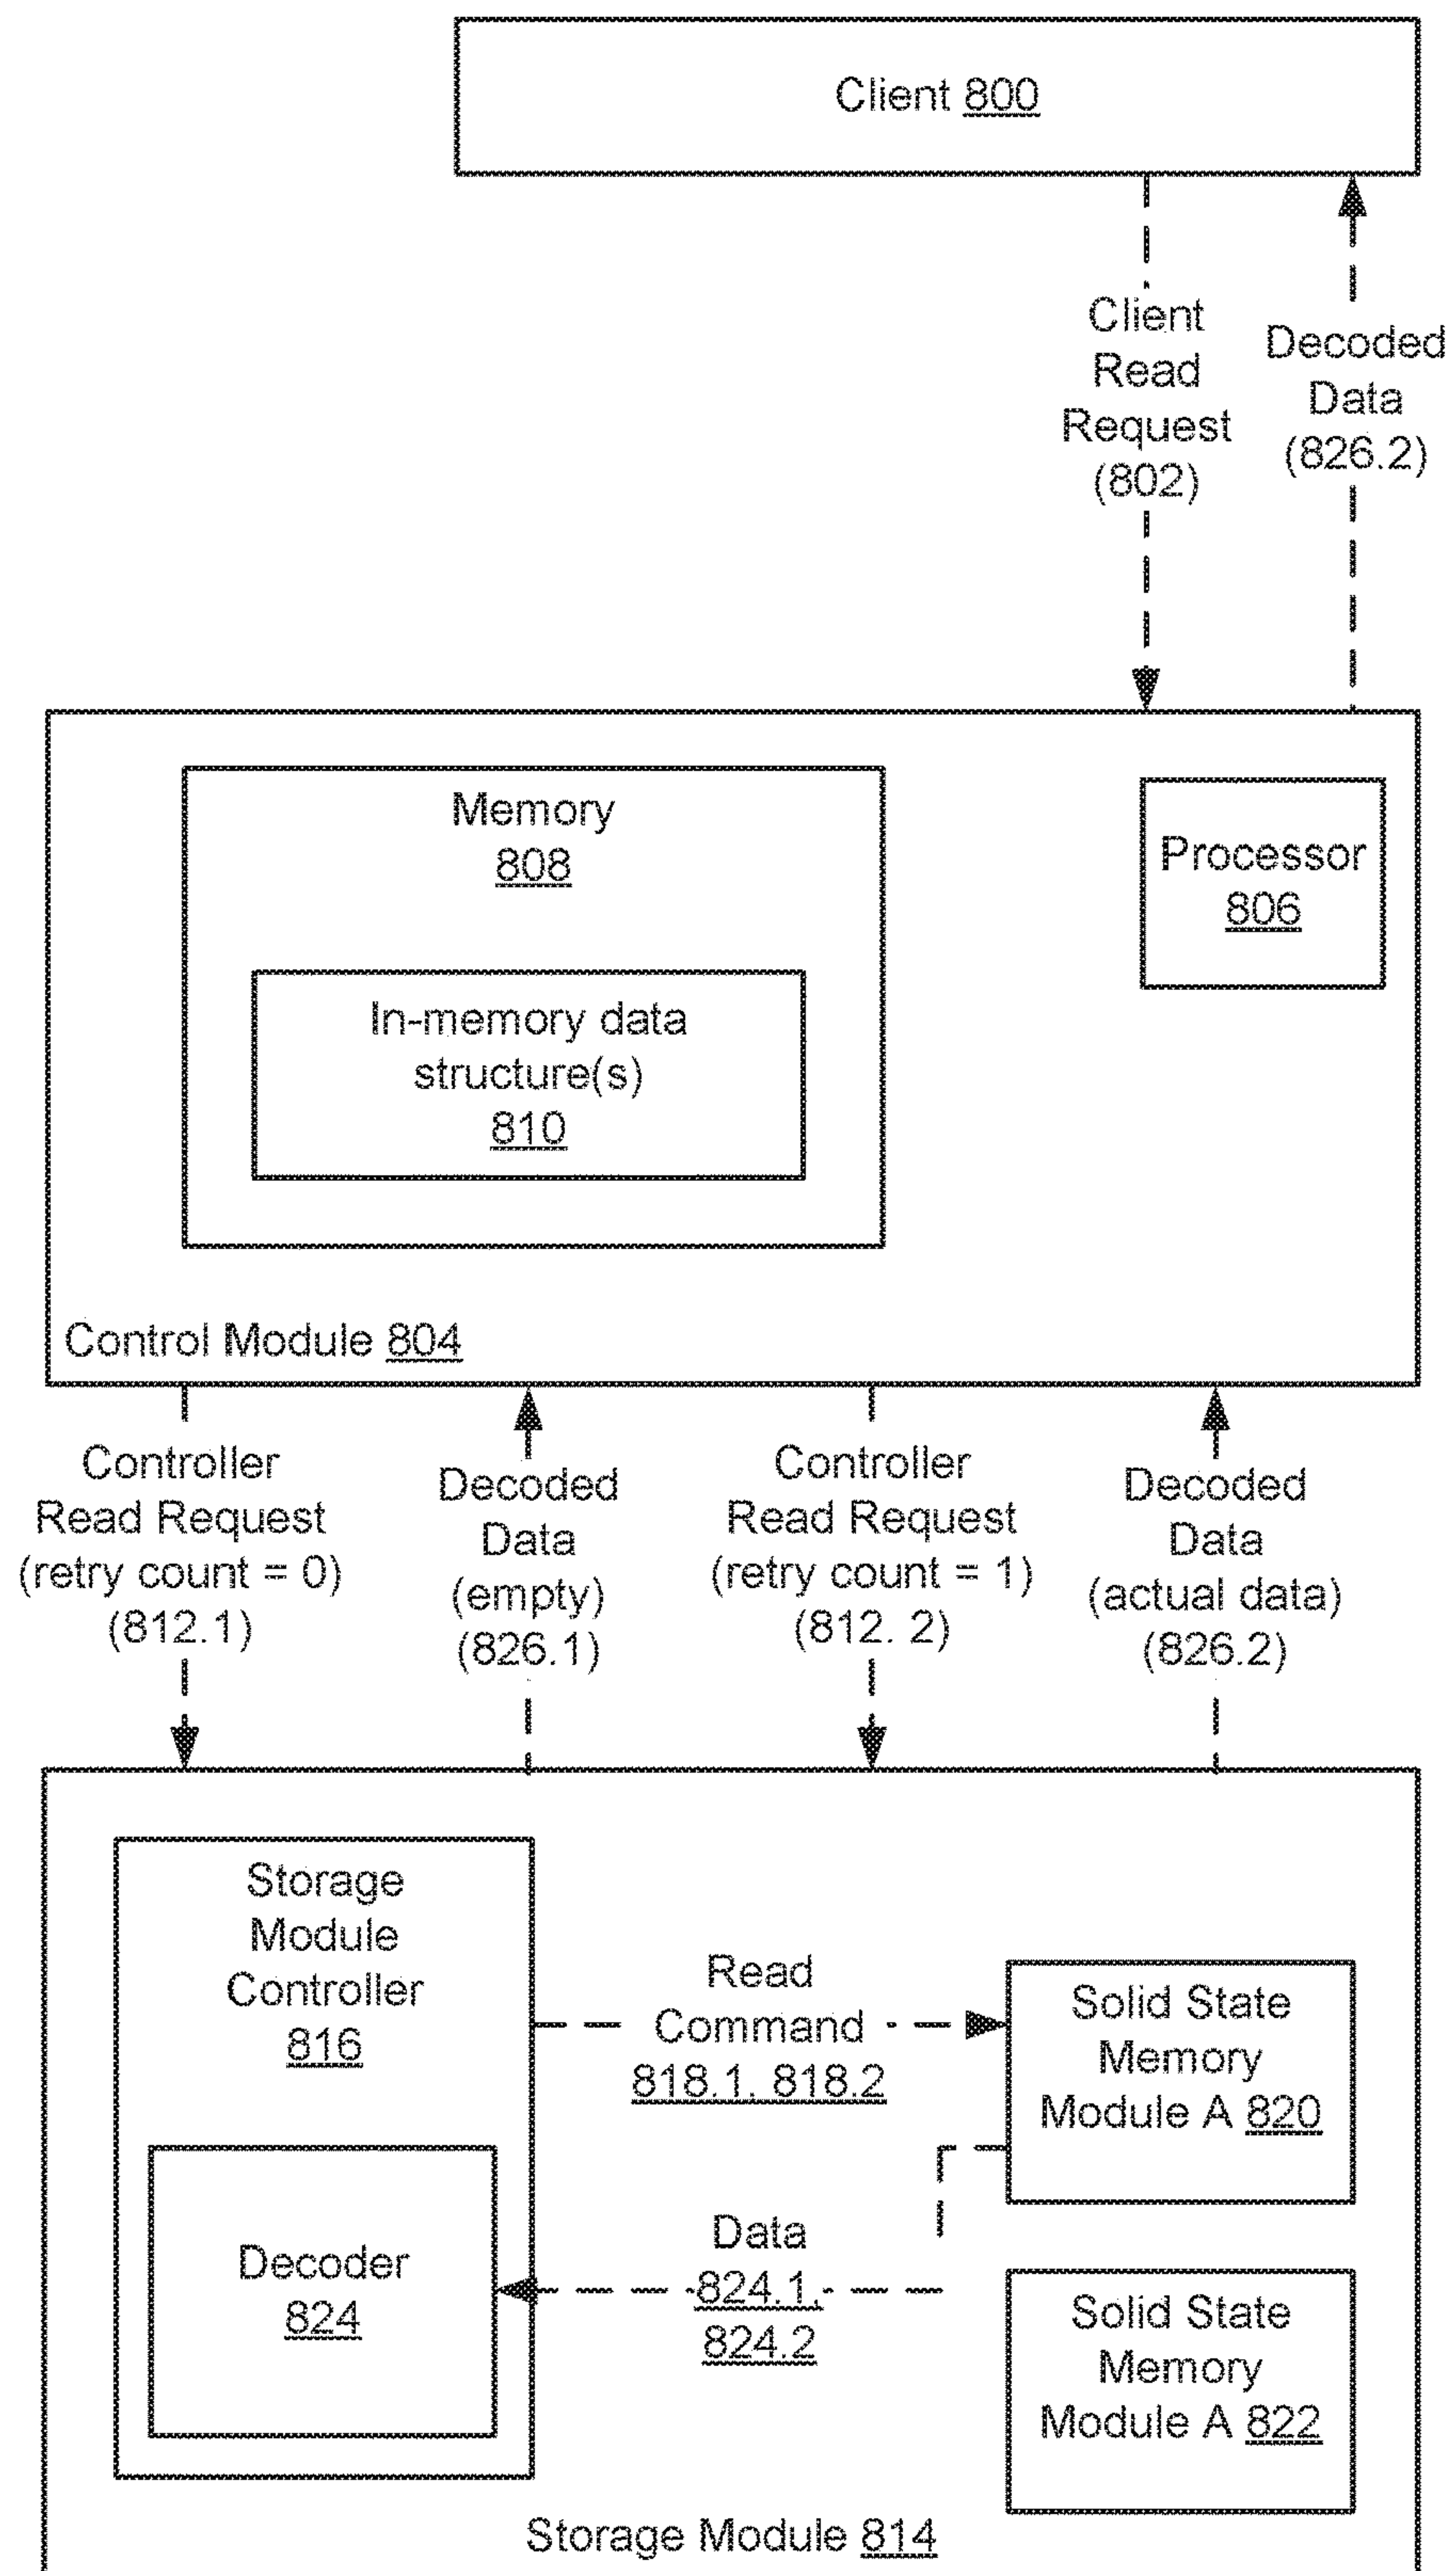 Client 800
Client
Read
Request
(802)
Decoded
Data
(826.2)
Memory
808
Processor
806
In-memory data
structure(s)
810
Control Module 804
Controller
Read Request
(retry count = 0)
(812.1)
Decoded
Data
(empty)
(826.1)
Controller
Read Request
(retry count = 1)
(812. 2)
Decoded
Data
(actual data)
(826.2)
Storage
Module
Controller
816
Read
Command
818.1. 818.2
Solid State
Memory
Module A 820
Decoder
824
Data
824.1,
824.2
Solid State
Memory
Module A 822
Storage Module 814